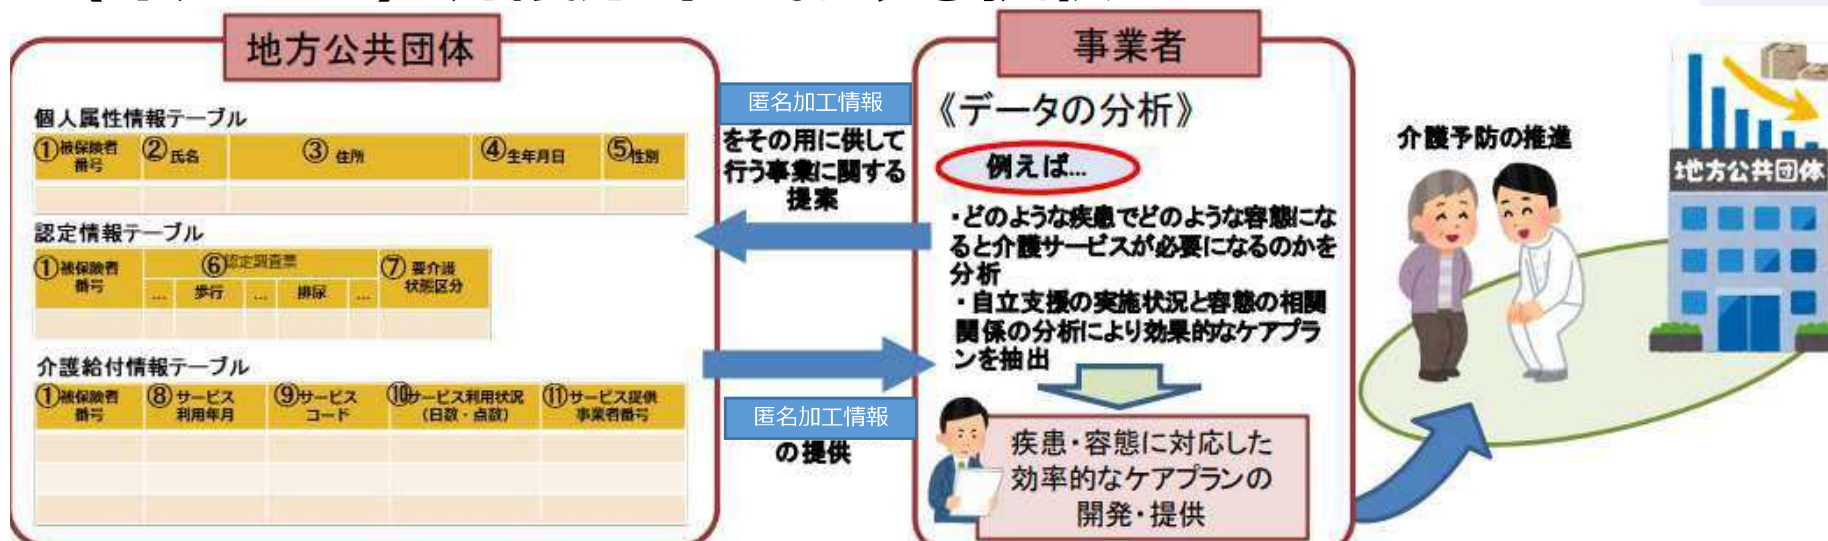 地方公共団体
個人属性情報テーブル
①被保険者番号 ②氏名 ③住所 ④生年月日 ⑤性別
認定情報テーブル
①被保険者番号 ⑥認定調査票 ⑦要介護状態区分
… 歩行 … 排尿 …
介護給付情報テーブル
①被保険者番号 ⑧サービス利用年月 ⑨サービスコード ⑩サービス利用状況(日数・点数) ⑪サービス提供事業者番号
匿名加工情報
をその用に供して
行う事業に関する
提案
匿名加工情報
の提供
事業者
《データの分析》
例えば…
・どのような疾患でどのような容態にな
ると介護サービスが必要になるのかを
分析
・自立支援の実施状況と容態の相関
関係の分析により効果的なケアプラ
ンを抽出
疾患・容態に対応した
効率的なケアプランの
開発・提供
介護予防の推進
地方公共団体